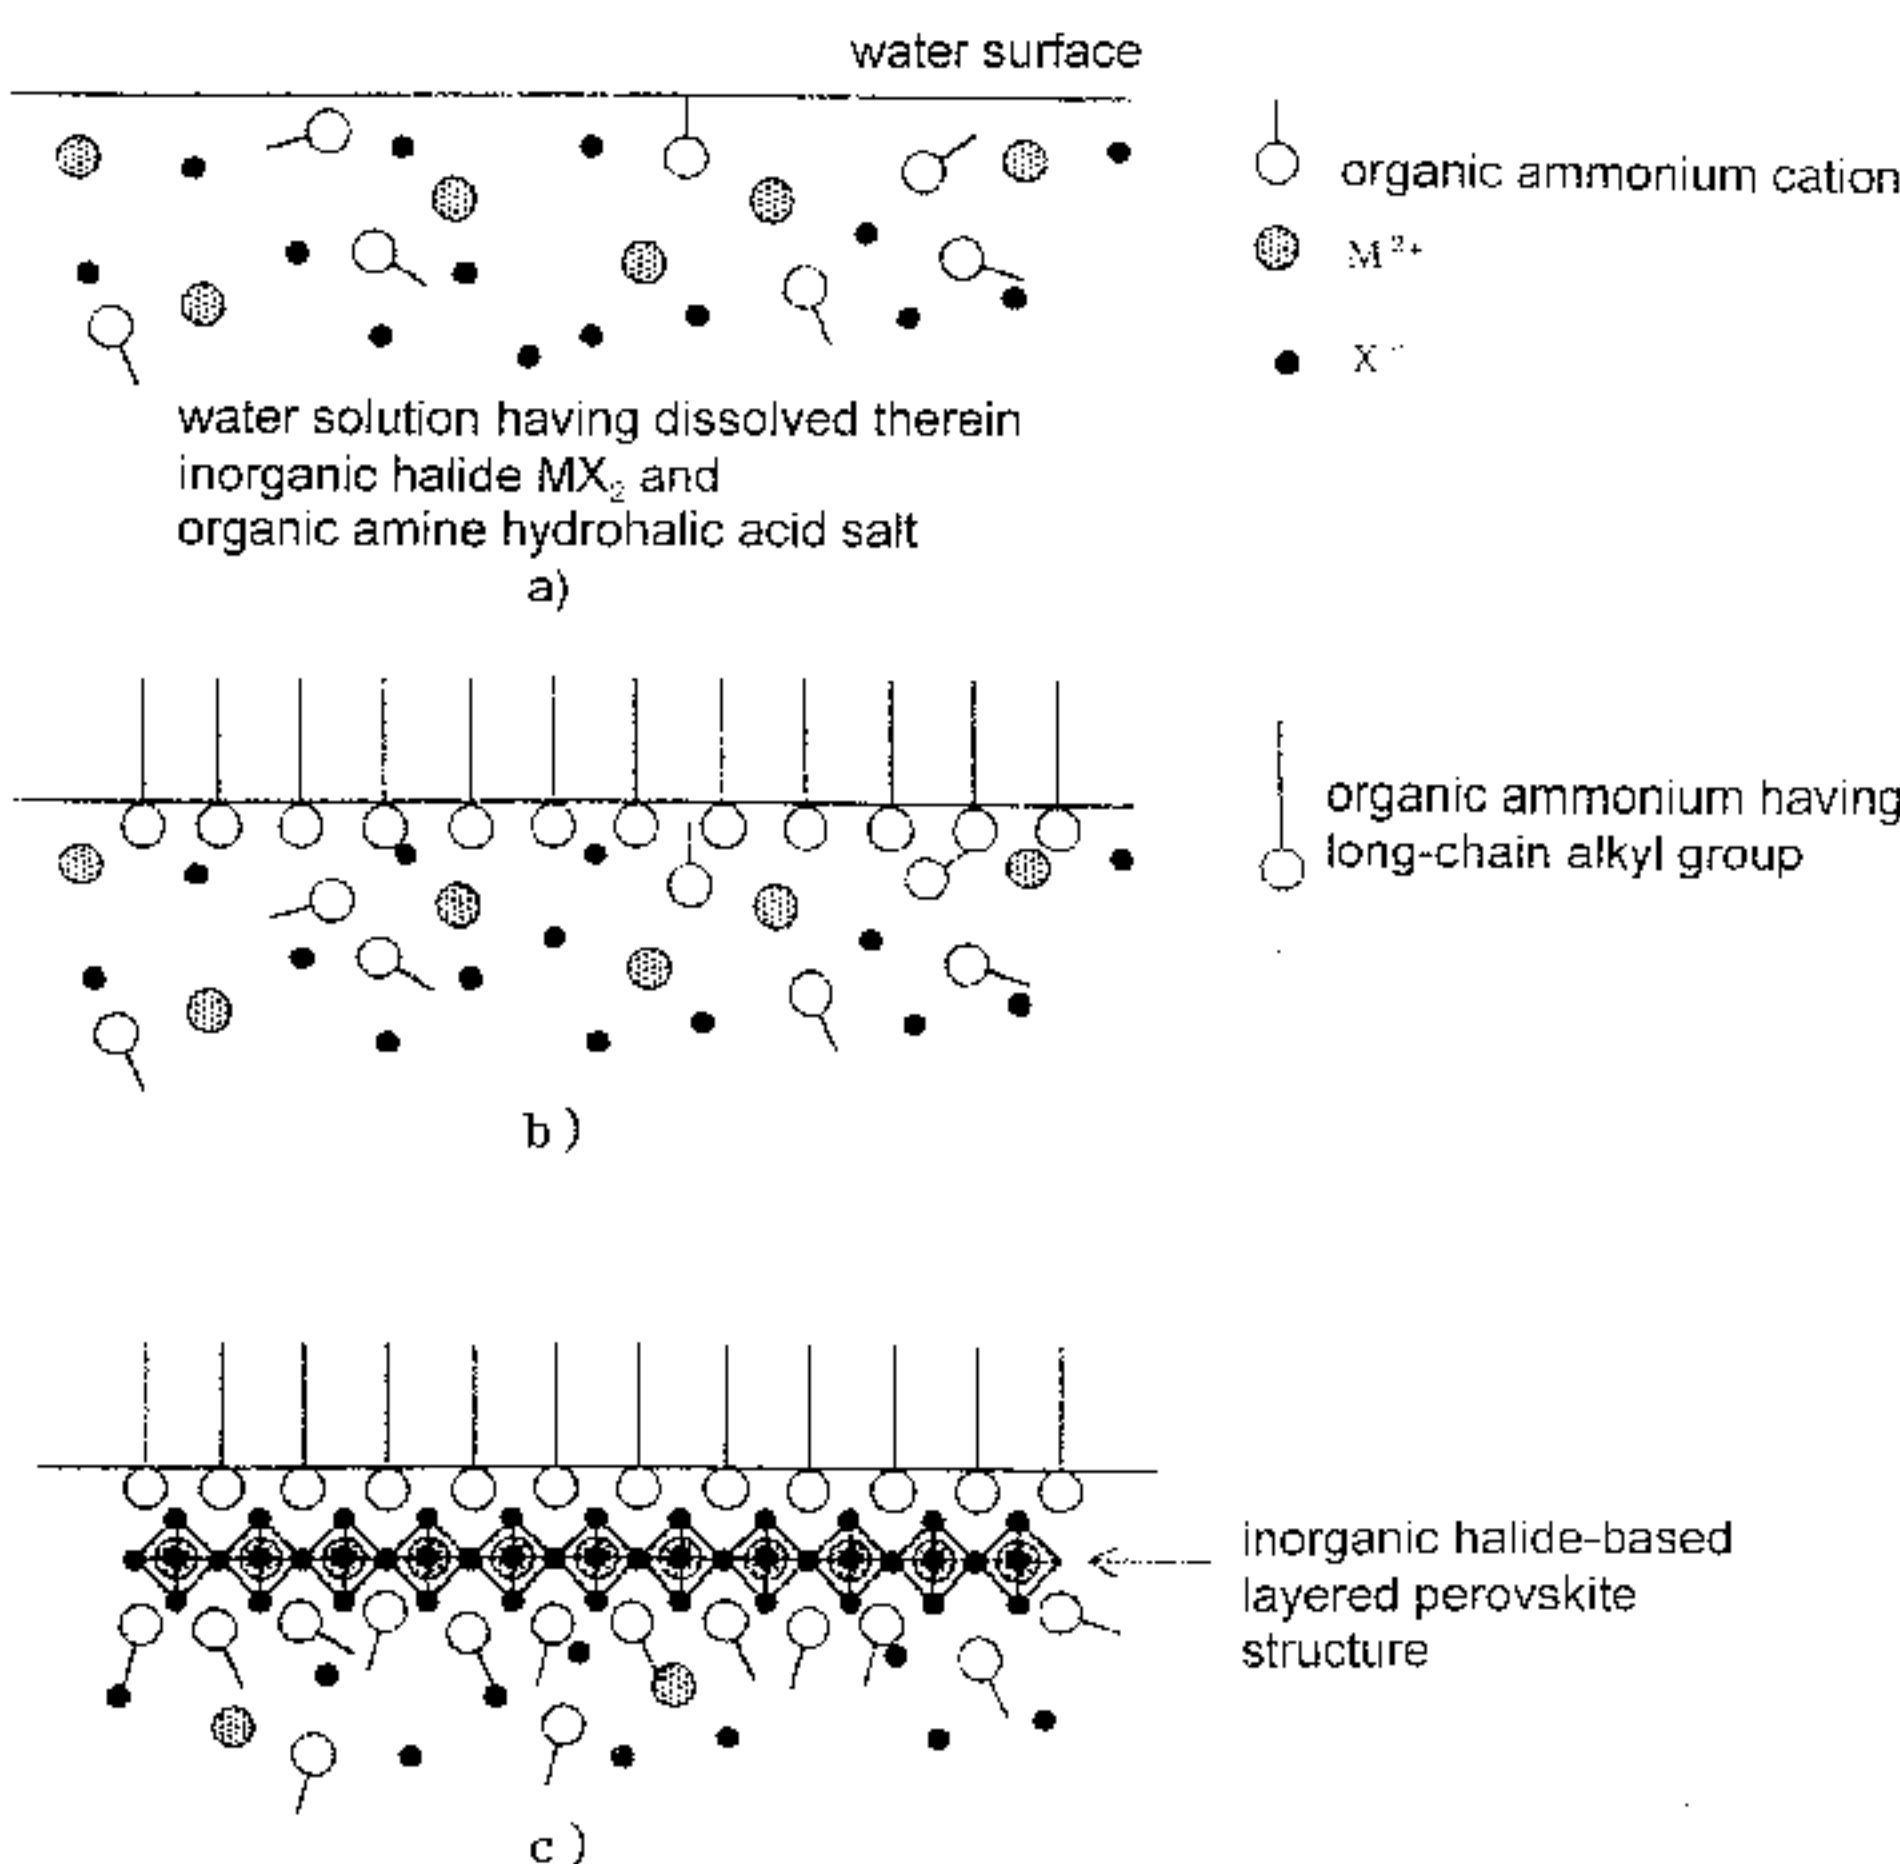 water surface
organic ammonium cation
M²⁺
X⁻
water solution having dissolved therein
inorganic halide MX₂ and
organic amine hydrohalic acid salt
a)
organic ammonium having
long-chain alkyl group
b)
inorganic halide-based
layered perovskite
structure
c)